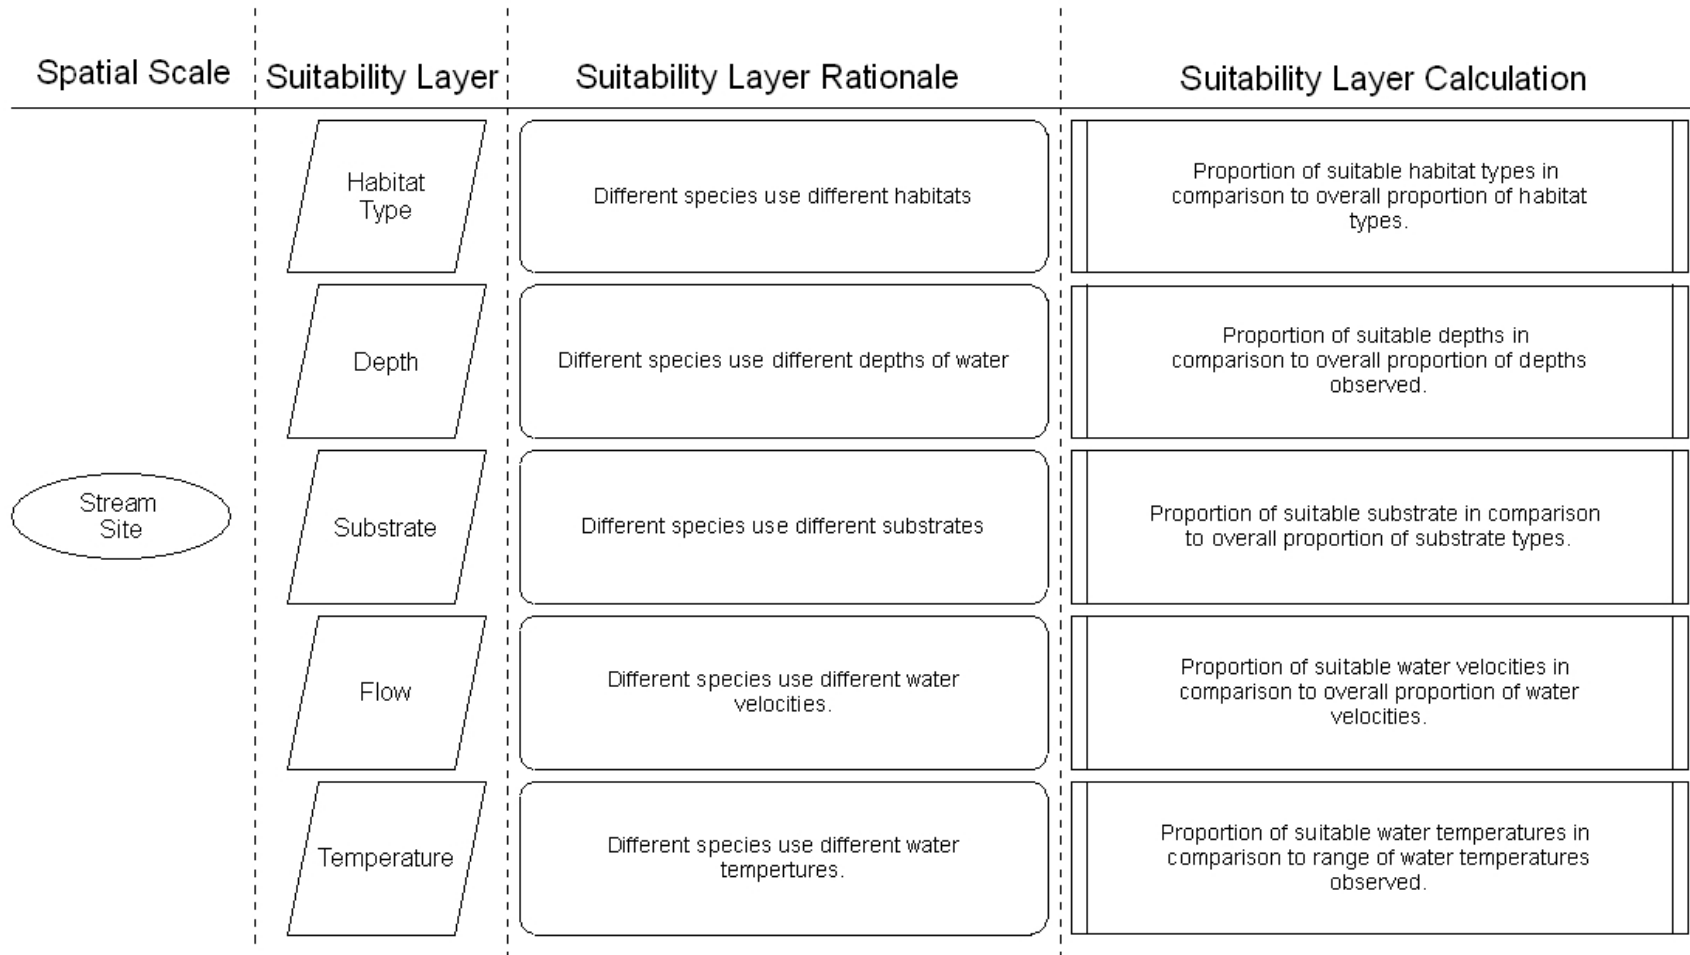 Spatial Scale
Suitability Layer
Suitability Layer Rationale
Suitability Layer Calculation
Stream
Site
Habitat
Type
Different species use different habitats
Proportion of suitable habitat types in
comparison to overall proportion of habitat
types.
Depth
Different species use different depths of water
Proportion of suitable depths in
comparison to overall proportion of depths
observed.
Substrate
Different species use different substrates
Proportion of suitable substrate in comparison
to overall proportion of substrate types.
Flow
Different species use different water
velocities.
Proportion of suitable water velocities in
comparison to overall proportion of water
velocities.
Temperature
Different species use different water
tempertures.
Proportion of suitable water temperatures in
comparison to range of water temperatures
observed.